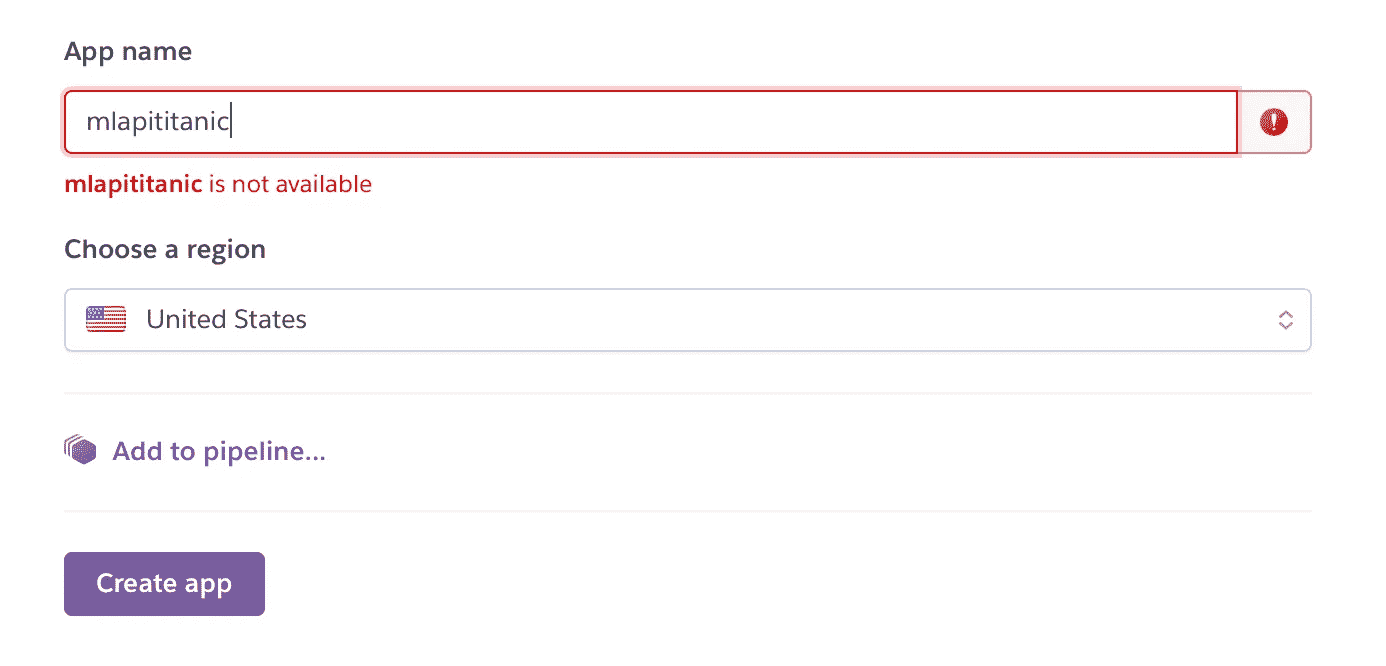 App name
mlapititanic
mlapititanic is not available
Choose a region
United States
Add to pipeline...
Create app